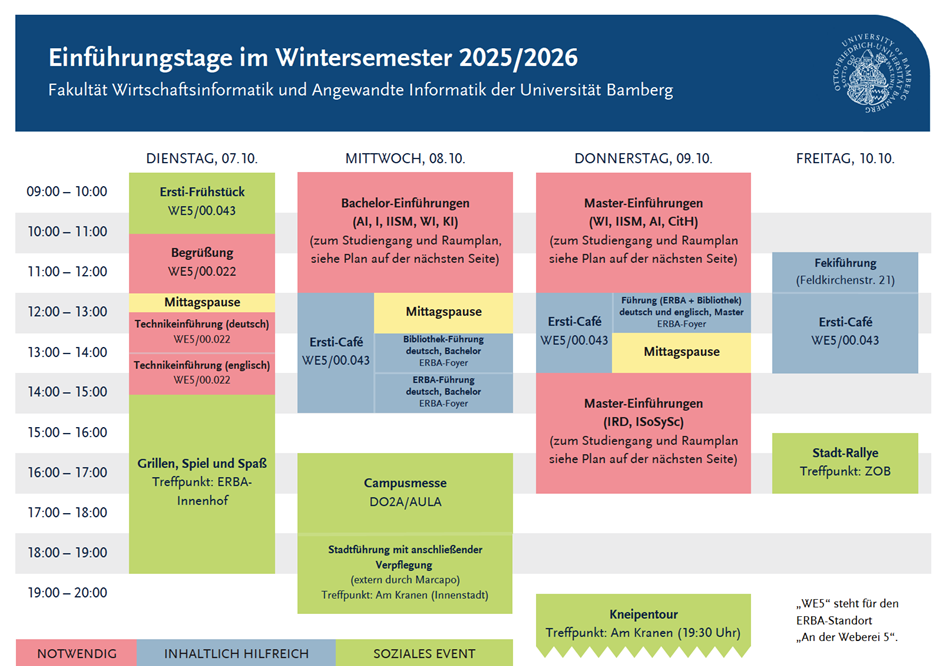 Einführungstage im Wintersemester 2025/2026
Fakultät Wirtschaftsinformatik und Angewandte Informatik der Universität Bamberg
OTTO-FRIEDRICH-UNIVERSITÄT BAMBERG
UNIVERSITY OF BAMBERG
DIENSTAG, 07.10.
MITTWOCH, 08.10.
DONNERSTAG, 09.10.
FREITAG, 10.10.
09:00 – 10:00
10:00 – 11:00
11:00 – 12:00
12:00 – 13:00
13:00 – 14:00
14:00 – 15:00
15:00 – 16:00
16:00 – 17:00
17:00 – 18:00
18:00 – 19:00
19:00 – 20:00
Ersti-Frühstück
WE5/00.043
Begrüßung
WE5/00.022
Mittagspause
Technikeinführung (deutsch)
WE5/00.022
Technikeinführung (englisch)
WE5/00.022
Grillen, Spiel und Spaß
Treffpunkt: ERBA-
Innenhof
Bachelor-Einführungen
(AI, I, IISM, WI, KI)
(zum Studiengang und Raumplan,
siehe Plan auf der nächsten Seite)
Ersti-Café
WE5/00.043
Mittagspause
Bibliothek-Führung
deutsch, Bachelor
ERBA-Foyer
ERBA-Führung
deutsch, Bachelor
ERBA-Foyer
Campusmesse
DO2A/AULA
Stadtführung mit anschließender
Verpflegung
(extern durch Marcapo)
Treffpunkt: Am Kranen (Innenstadt)
Master-Einführungen
(WI, IISM, AI, CitH)
(zum Studiengang und Raumplan
siehe Plan auf der nächsten Seite)
Ersti-Café
WE5/00.043
Führung (ERBA + Bibliothek)
deutsch und englisch, Master
ERBA-Foyer
Mittagspause
Master-Einführungen
(IRD, ISoSySc)
(zum Studiengang und Raumplan
siehe Plan auf der nächsten Seite)
Kneipentour
Treffpunkt: Am Kranen (19:30 Uhr)
Fekiführung
(Feldkirchenstr. 21)
Ersti-Café
WE5/00.043
Stadt-Rallye
Treffpunkt: ZOB
„WE5“ steht für den
ERBA-Standort
„An der Weberei 5“.
NOTWENDIG
INHALTLICH HILFREICH
SOZIALES EVENT